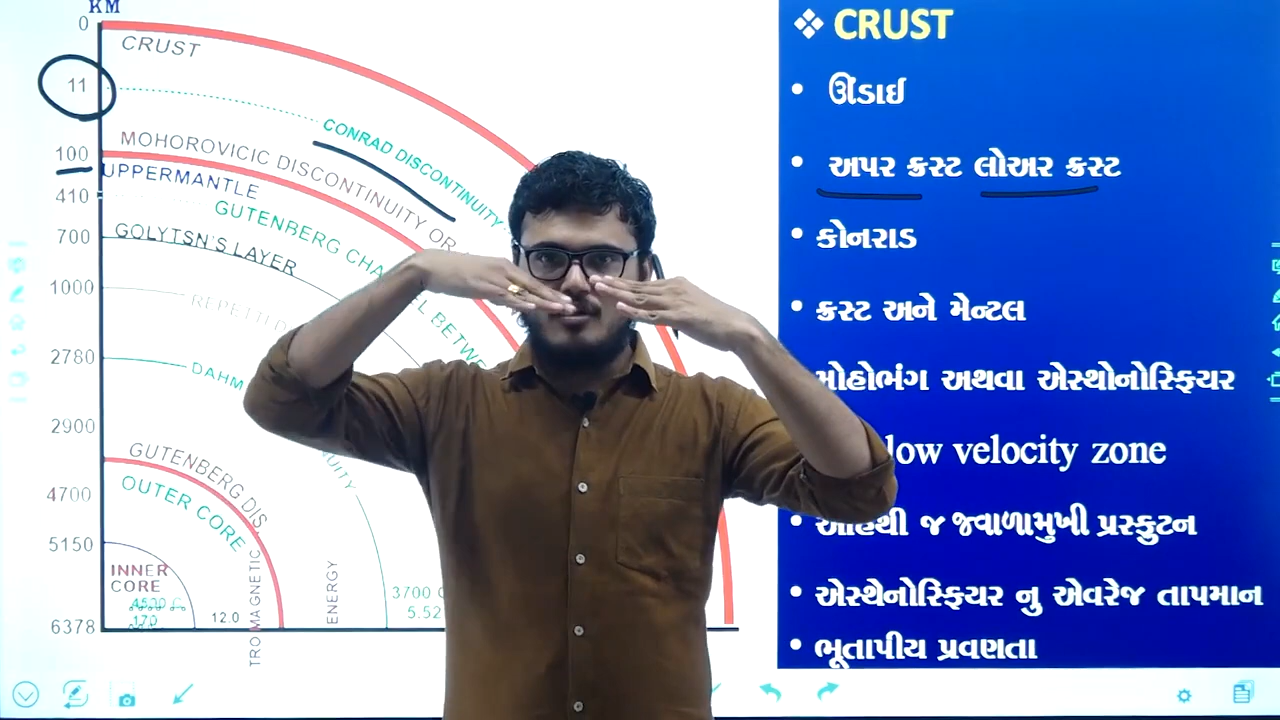 KM
0
CRUST
11
CONRAD DISCONTINUITY
MOHOROVICIC DISCONTINUITY OR
100
UPPERMANTLE
410
GUTENBERG
700
GOLYTSN'S LAYER
1000
REPETTED
2780
DAHM
2900
GUTENBERG DIS
OUTER CORE
4700
5150
INNER
CORE
12.0
MAGNETIC
ENERGY
3700
5.52
6378
❖ CRUST
• ઊંડાઈ
• અપર ક્રસ્ટ લોઅર ક્રસ્ટ
• કોનરાડ
• ક્રસ્ટ અને મેન્ટલ
મોહોભંગ અથવા એસ્થોનોસ્ફિયર
low velocity zone
• અહિથી જ જ્વાળામુખી પ્રસ્ફુટન
• એસ્થેનોસ્ફિયર નુ એવરેજ તાપમાન
• ભૂતાપીય પ્રવણતા